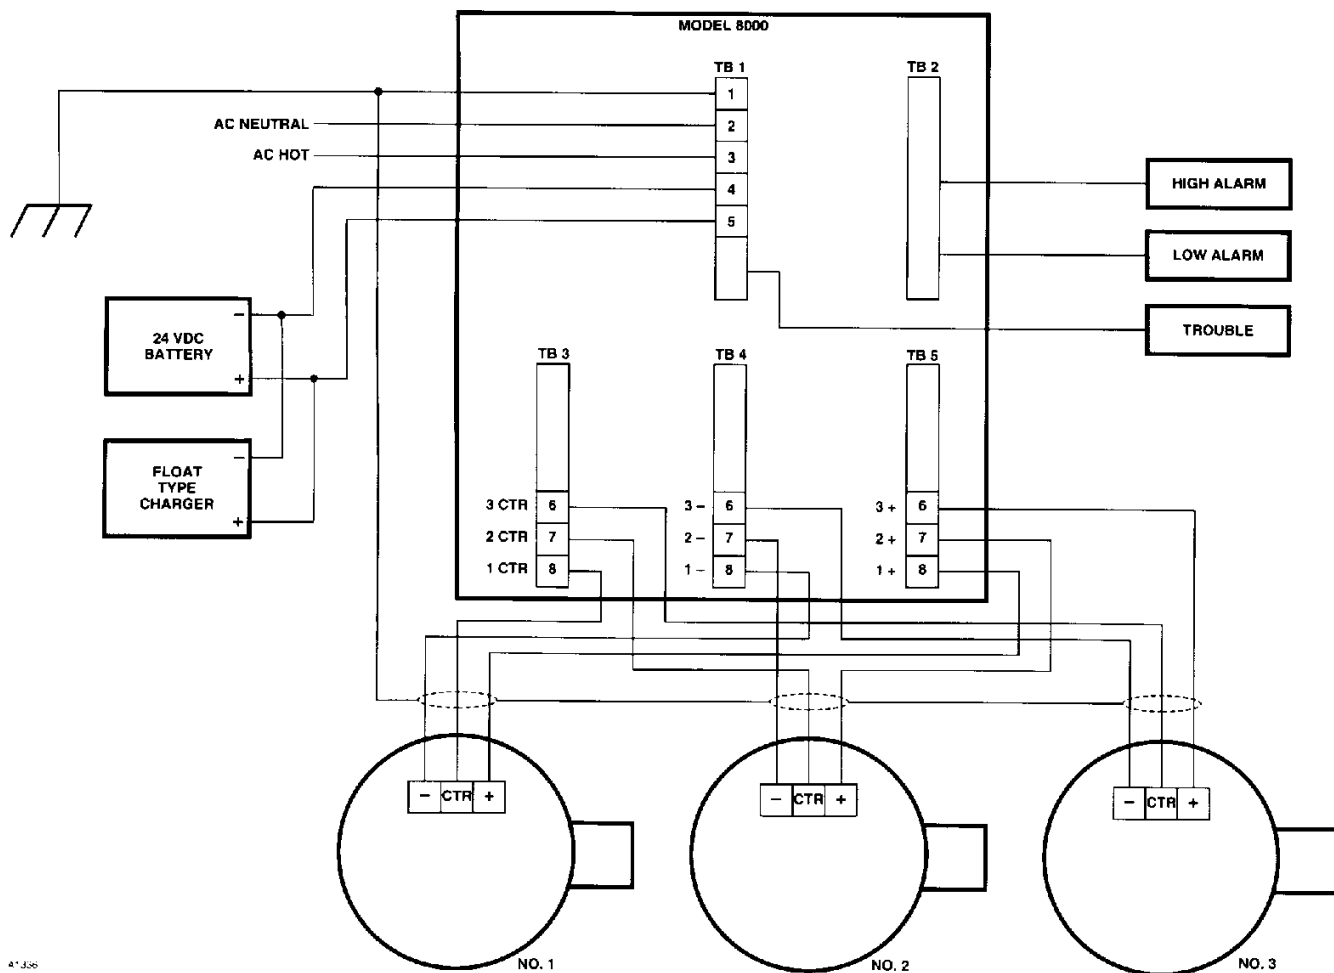 MODEL 8000
TB 1
TB 2
1
AC NEUTRAL
2
AC HOT
3
4
HIGH ALARM
5
LOW ALARM
24 VDC
BATTERY
−
+
TROUBLE
TB 3
TB 4
TB 5
FLOAT
TYPE
CHARGER
−
+
3 CTR
6
3 −
6
3 +
6
2 CTR
7
2 −
7
2 +
7
1 CTR
8
1 −
8
1 +
8
− CTR +
− CTR +
− CTR +
NO. 1
NO. 2
NO. 3